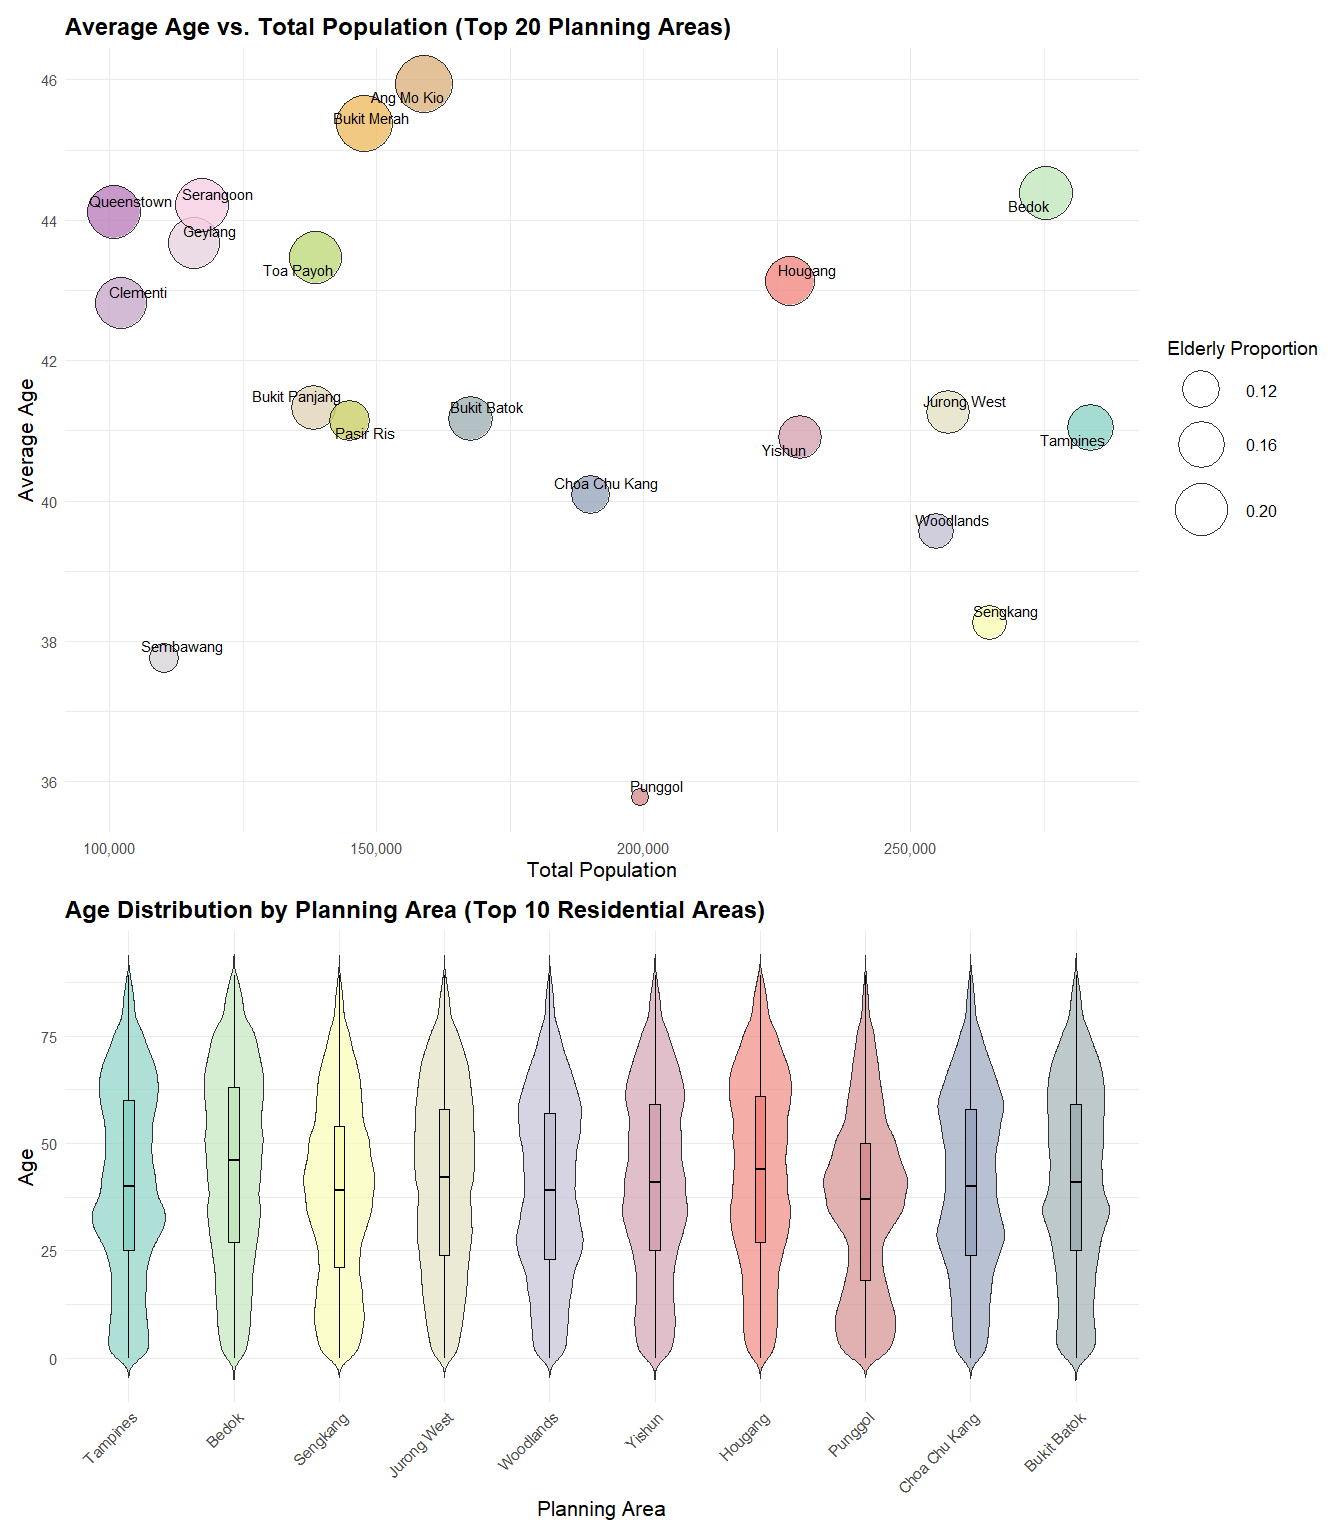 Average Age vs. Total Population (Top 20 Planning Areas)
46
44
42
40
38
36
Average Age
Ang Mo Kio
Bukit Merah
Queenstown
Serangoon
Bedok
Geylang
Toa Payoh
Hougang
Clementi
Bukit Panjang
Jurong West
Bukit Batok
Pasir Ris
Tampines
Yishun
Choa Chu Kang
Woodlands
Sengkang
Sembawang
Punggol
100,000
150,000
200,000
250,000
Total Population
Elderly Proportion
0.12
0.16
0.20
Age Distribution by Planning Area (Top 10 Residential Areas)
75
50
25
0
Age
Tampines
Bedok
Sengkang
Jurong West
Woodlands
Yishun
Hougang
Punggol
Choa Chu Kang
Bukit Batok
Planning Area